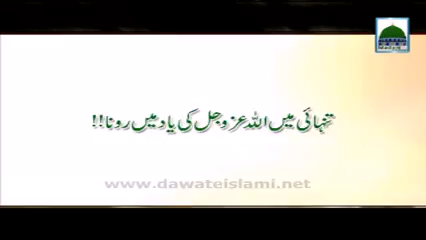 تنہائی میں اللہ عزوجل کی یاد میں رونا!!
www.dawateislami.net